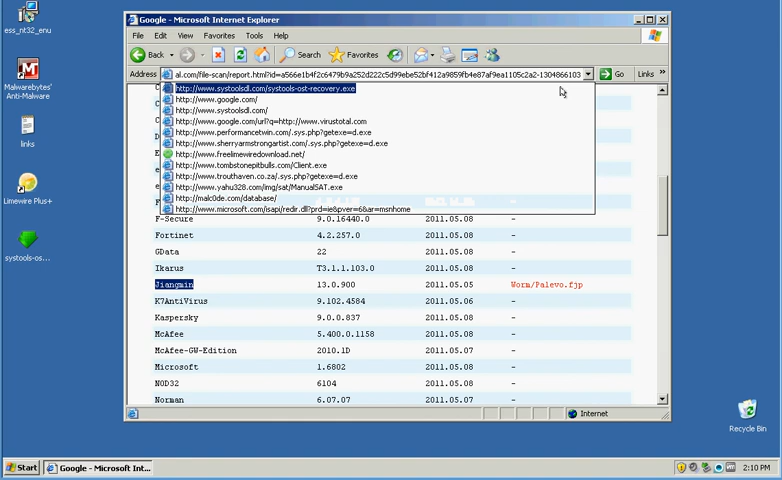 ess_nt32_enu
Malwarebytes'
Anti-Malware
links
Limewire Plus+
systools-os...
Recycle Bin
Google - Microsoft Internet Explorer
File Edit View Favorites Tools Help
Back Search Favorites
Address al.com/file-scan/report.html?id=a566e1b4f2c6479b9a252d222c5d99ebe52bf412a9859fb4e87af9ea1105c2a2-1304866103 Go Links »
http://www.systoolsdl.com/systools-ost-recovery.exe
http://www.google.com/
http://www.systoolsdl.com/
http://www.google.com/url?q=http://www.virustotal.com
http://www.performancetwin.com/.sys.php?getexe=d.exe
http://www.sherryarmstrongartist.com/.sys.php?getexe=d.exe
http://www.freelimewiredownload.net/
http://www.tombstonepitbulls.com/Client.exe
http://www.trouthaven.co.za/.sys.php?getexe=d.exe
http://www.yahu328.com/img/sat/ManualSAT.exe
http://malc0de.com/database/
http://www.microsoft.com/isapi/redir.dll?prd=ie&pver=6&ar=msnhome
F-Secure 9.0.16440.0 2011.05.08 -
Fortinet 4.2.257.0 2011.05.08 -
GData 22 2011.05.08 -
Ikarus T3.1.1.103.0 2011.05.08 -
Jiangmin 13.0.900 2011.05.05 Worm/Palevo.fjp
K7AntiVirus 9.102.4584 2011.05.06 -
Kaspersky 9.0.0.837 2011.05.08 -
McAfee 5.400.0.1158 2011.05.08 -
McAfee-GW-Edition 2010.1D 2011.05.07 -
Microsoft 1.6802 2011.05.08 -
NOD32 6104 2011.05.08 -
Norman 6.07.07 2011.05.07 -
Internet
Start Google - Microsoft Int... 2:10 PM